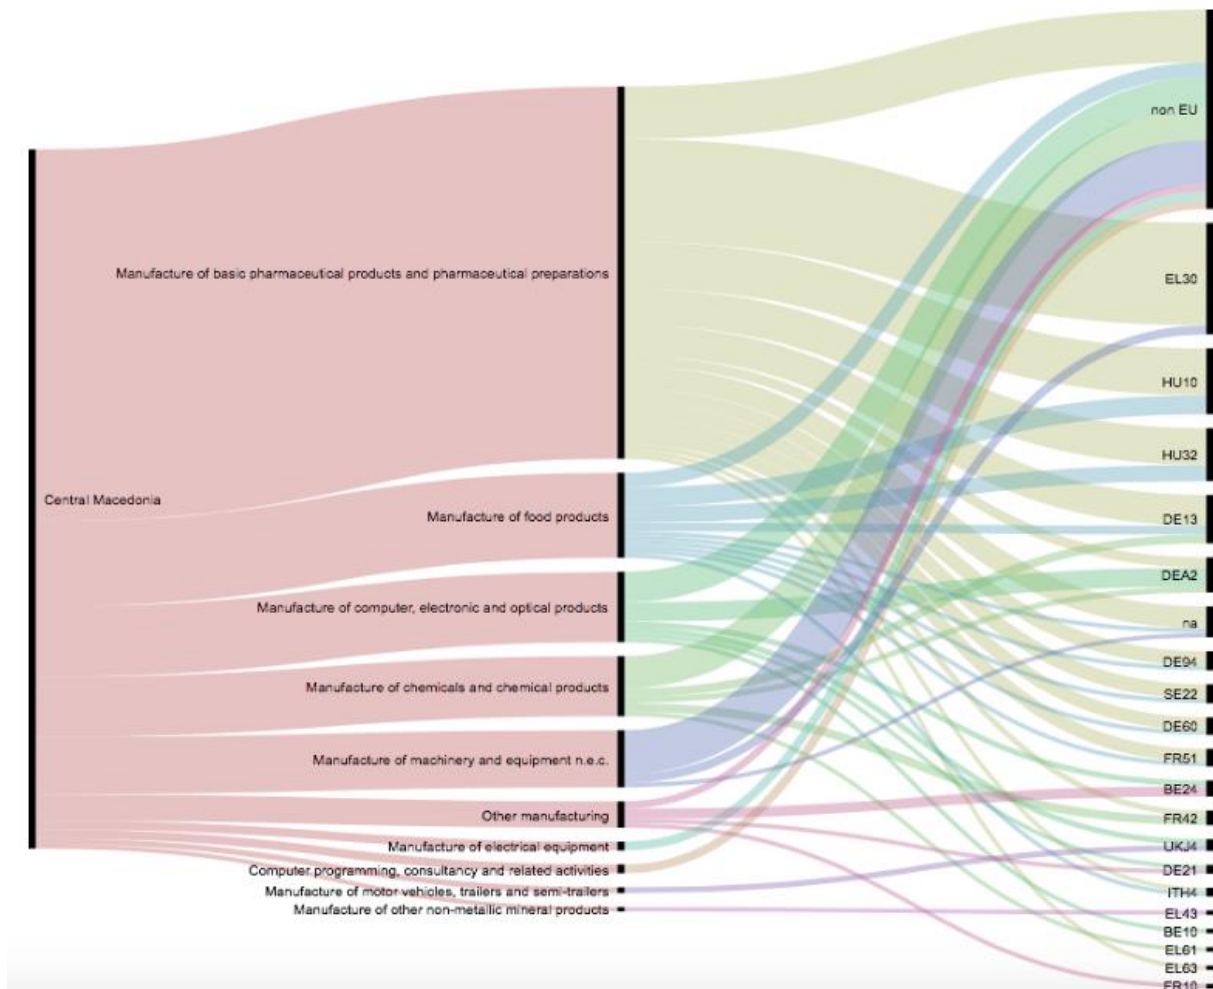 Central Macedonia
Manufacture of basic pharmaceutical products and pharmaceutical preparations
Manufacture of food products
Manufacture of computer, electronic and optical products
Manufacture of chemicals and chemical products
Manufacture of machinery and equipment n.e.c.
Other manufacturing
Manufacture of electrical equipment
Computer programming, consultancy and related activities
Manufacture of motor vehicles, trailers and semi-trailers
Manufacture of other non-metallic mineral products
non EU
EL30
HU10
HU32
DE13
DEA2
na
DE94
SE22
DE60
FR51
BE24
FR42
UKJ4
DE21
ITH4
EL43
BE10
EL61
EL63
FR10